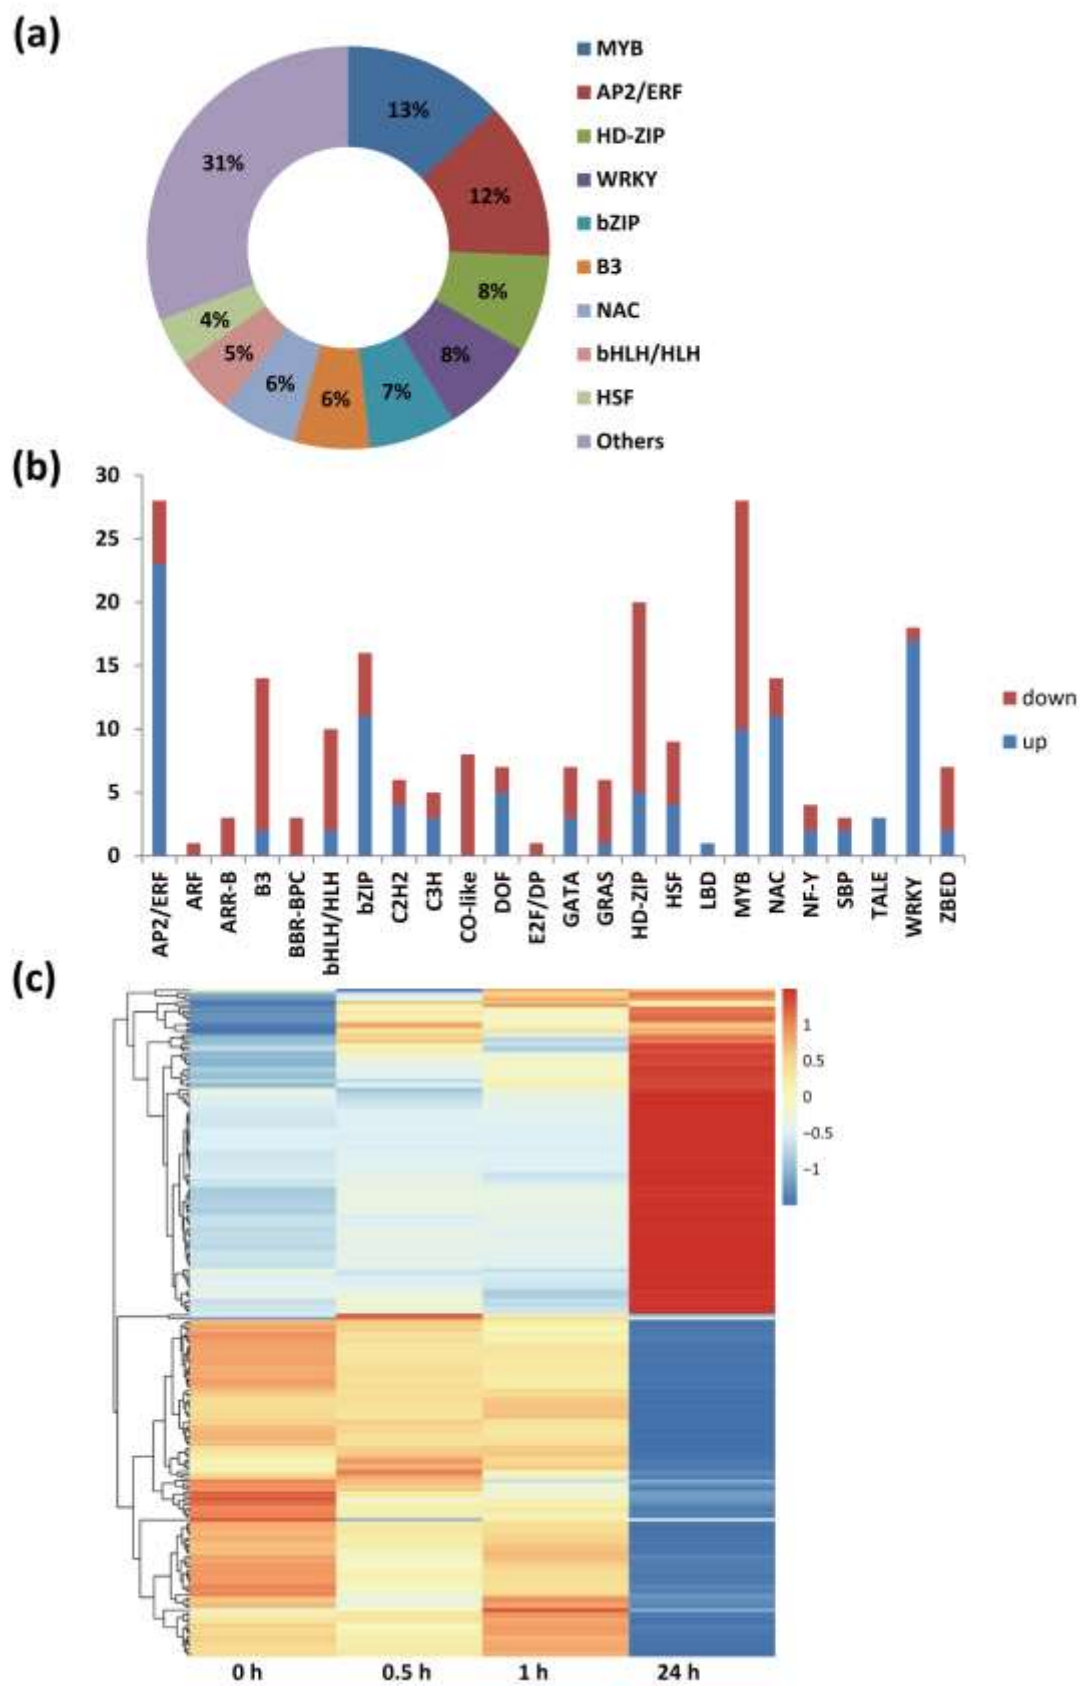 (a)
13%
12%
8%
8%
7%
6%
6%
5%
4%
31%
MYB
AP2/ERF
HD-ZIP
WRKY
bZIP
B3
NAC
bHLH/HLH
HSF
Others
(b)
30
25
20
15
10
5
0
AP2/ERF
ARF
ARR-B
B3
BBR-BPC
bHLH/HLH
bZIP
C2H2
C3H
CO-like
DOF
E2F/DP
GATA
GRAS
HD-ZIP
HSF
LBD
MYB
NAC
NF-Y
SBP
TALE
WRKY
ZBED
down
up
(c)
1
0.5
0
−0.5
−1
0 h
0.5 h
1 h
24 h